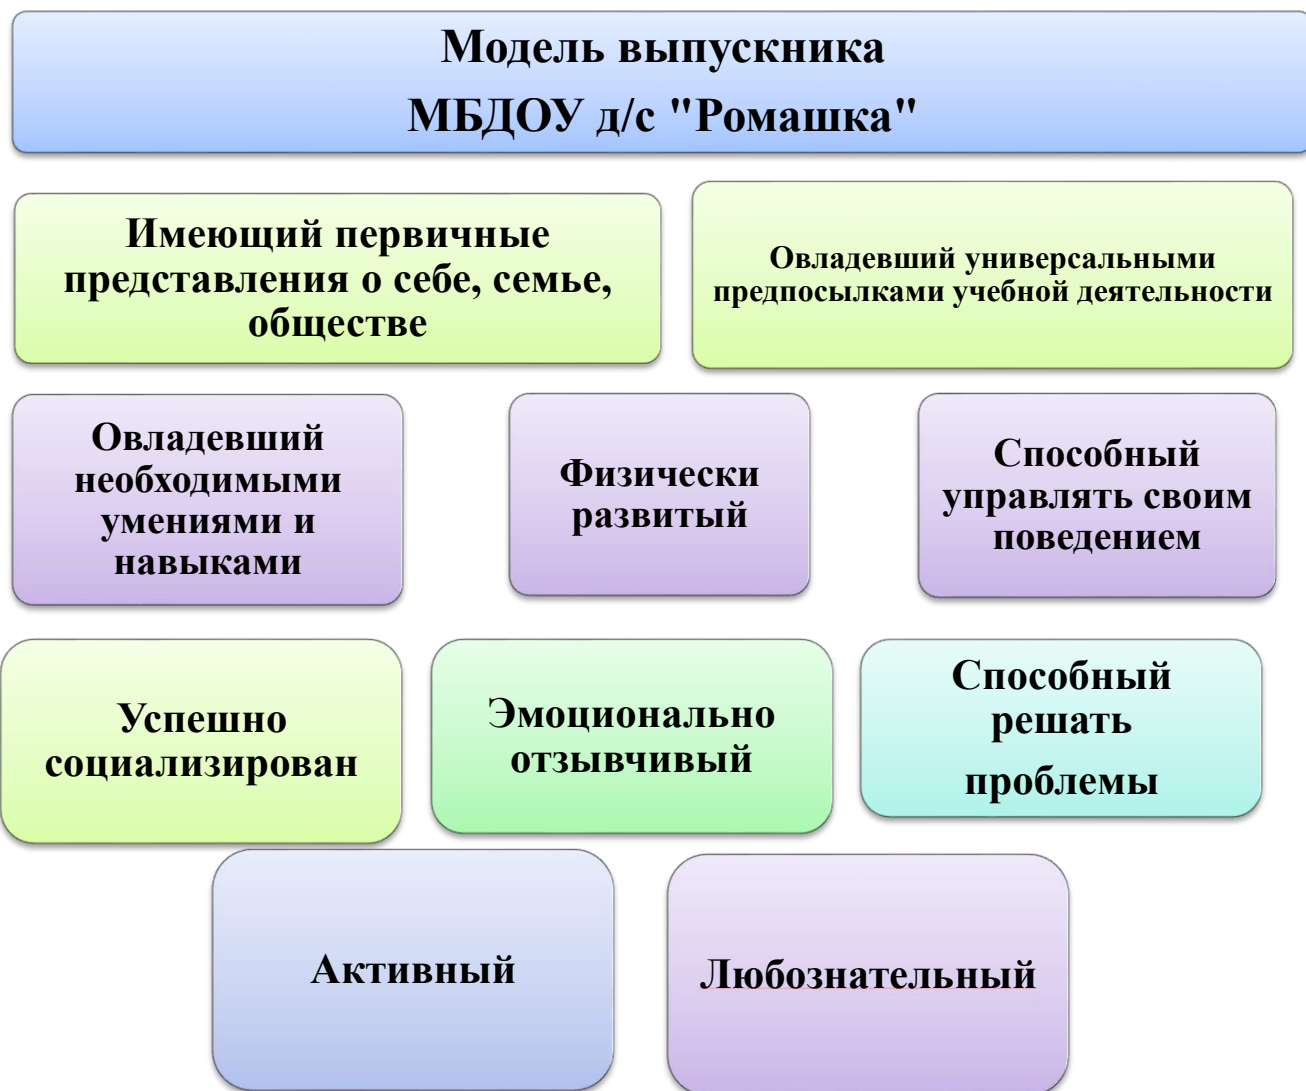 Модель выпускника
МБДОУ д/с "Ромашка"
Имеющий первичные
представления о себе, семье,
обществе
Овладевший универсальными
предпосылками учебной деятельности
Овладевший
необходимыми
умениями и
навыками
Физически
развитый
Способный
управлять своим
поведением
Успешно
социализирован
Эмоционально
отзывчивый
Способный
решать
проблемы
Активный
Любознательный